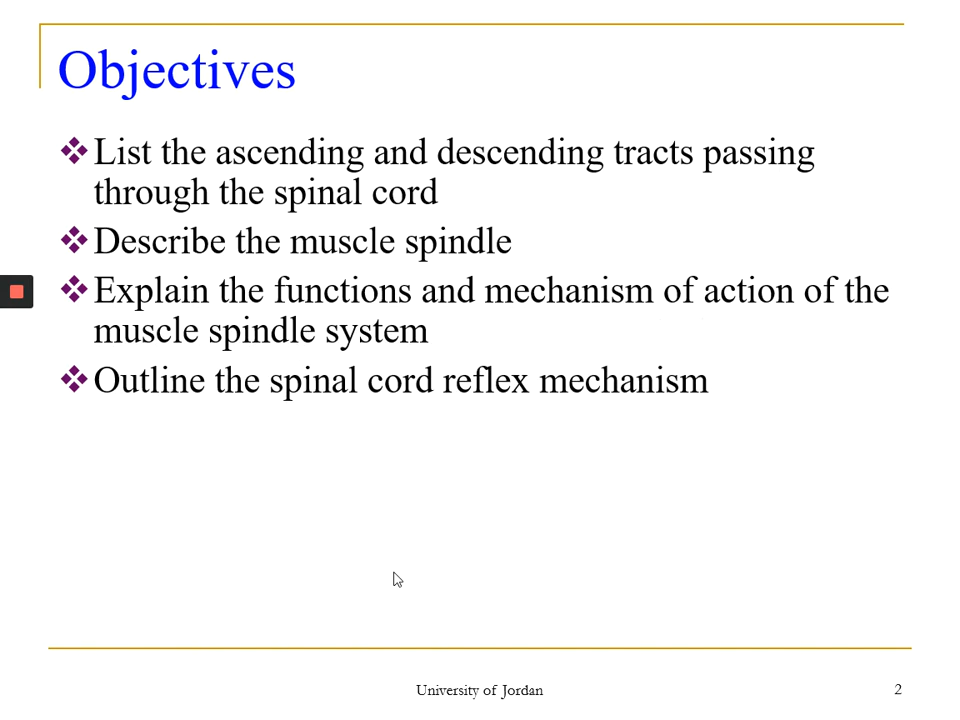 Objectives
List the ascending and descending tracts passing
through the spinal cord
Describe the muscle spindle
Explain the functions and mechanism of action of the
muscle spindle system
Outline the spinal cord reflex mechanism
University of Jordan
2